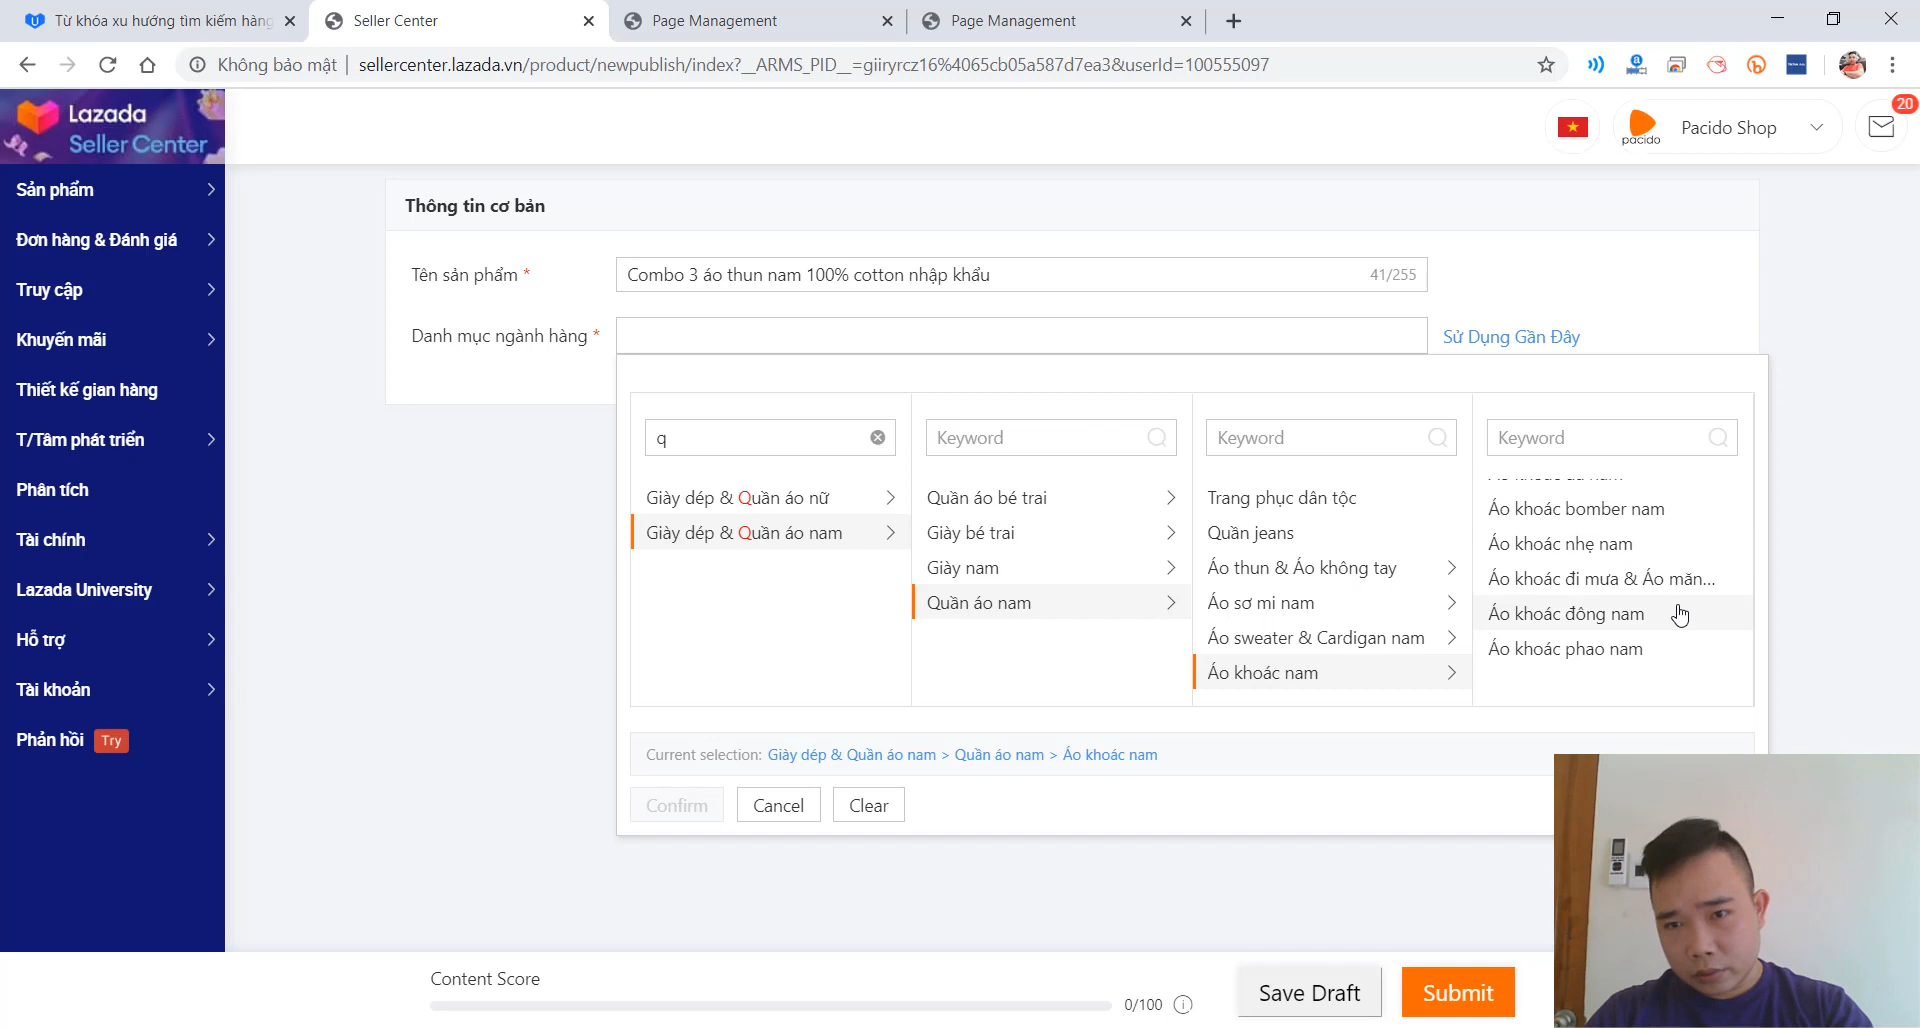 Từ khóa xu hướng tìm kiếm hàng
Seller Center
Page Management
Page Management
Không bảo mật
sellercenter.lazada.vn/product/newpublish/index?__ARMS_PID__=giiryrcz16%4065cb05a587d7ea3&userId=100555097
Lazada
Seller Center
pacido
Pacido Shop
20
Sản phẩm
Đơn hàng & Đánh giá
Truy cập
Khuyến mãi
Thiết kế gian hàng
T/Tâm phát triển
Phân tích
Tài chính
Lazada University
Hỗ trợ
Tài khoản
Phản hồi Try
Thông tin cơ bản
Tên sản phẩm *
Combo 3 áo thun nam 100% cotton nhập khẩu
41/255
Danh mục ngành hàng *
Sử Dụng Gần Đây
q
Giày dép & Quần áo nữ
Giày dép & Quần áo nam
Keyword
Quần áo bé trai
Giày bé trai
Giày nam
Quần áo nam
Keyword
Trang phục dân tộc
Quần jeans
Áo thun & Áo không tay
Áo sơ mi nam
Áo sweater & Cardigan nam
Áo khoác nam
Keyword
Áo khoác bomber nam
Áo khoác nhẹ nam
Áo khoác đi mưa & Áo măn...
Áo khoác đông nam
Áo khoác phao nam
Current selection: Giày dép & Quần áo nam > Quần áo nam > Áo khoác nam
Confirm
Cancel
Clear
Content Score
0/100
Save Draft
Submit